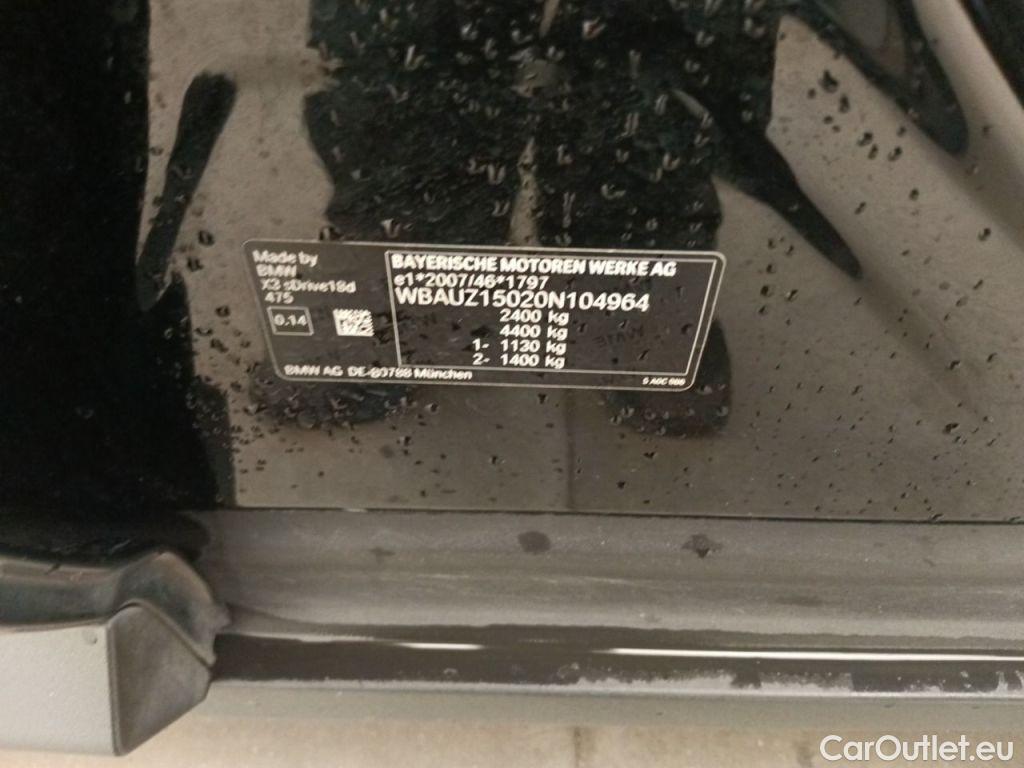 Made by
BMW
X3 sDrive18d
475
0.14
BAYERISCHE MOTOREN WERKE AG
e1*2007/46*1797
WBAUZ15020N104964
2400 kg
4400 kg
1- 1130 kg
2- 1400 kg
BMW AG DE-80788 München
CarOutlet.eu